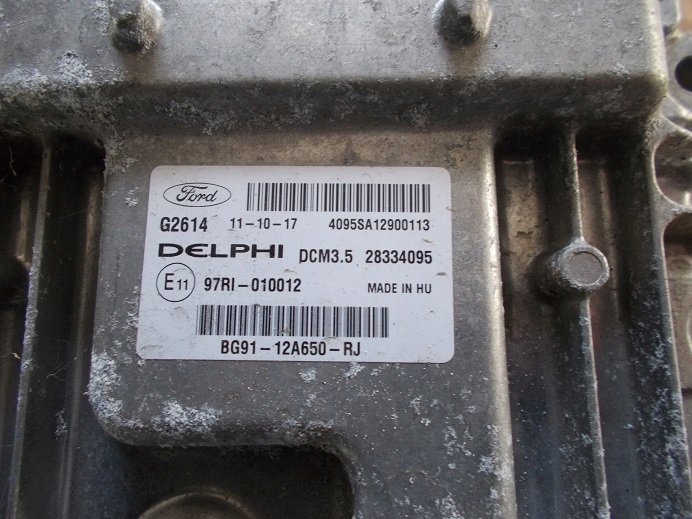 Ford
G2614 11-10-17 4095SA12900113
DELPHI DCM3.5 28334095
E11 97RI-010012 MADE IN HU
BG91-12A650-RJ